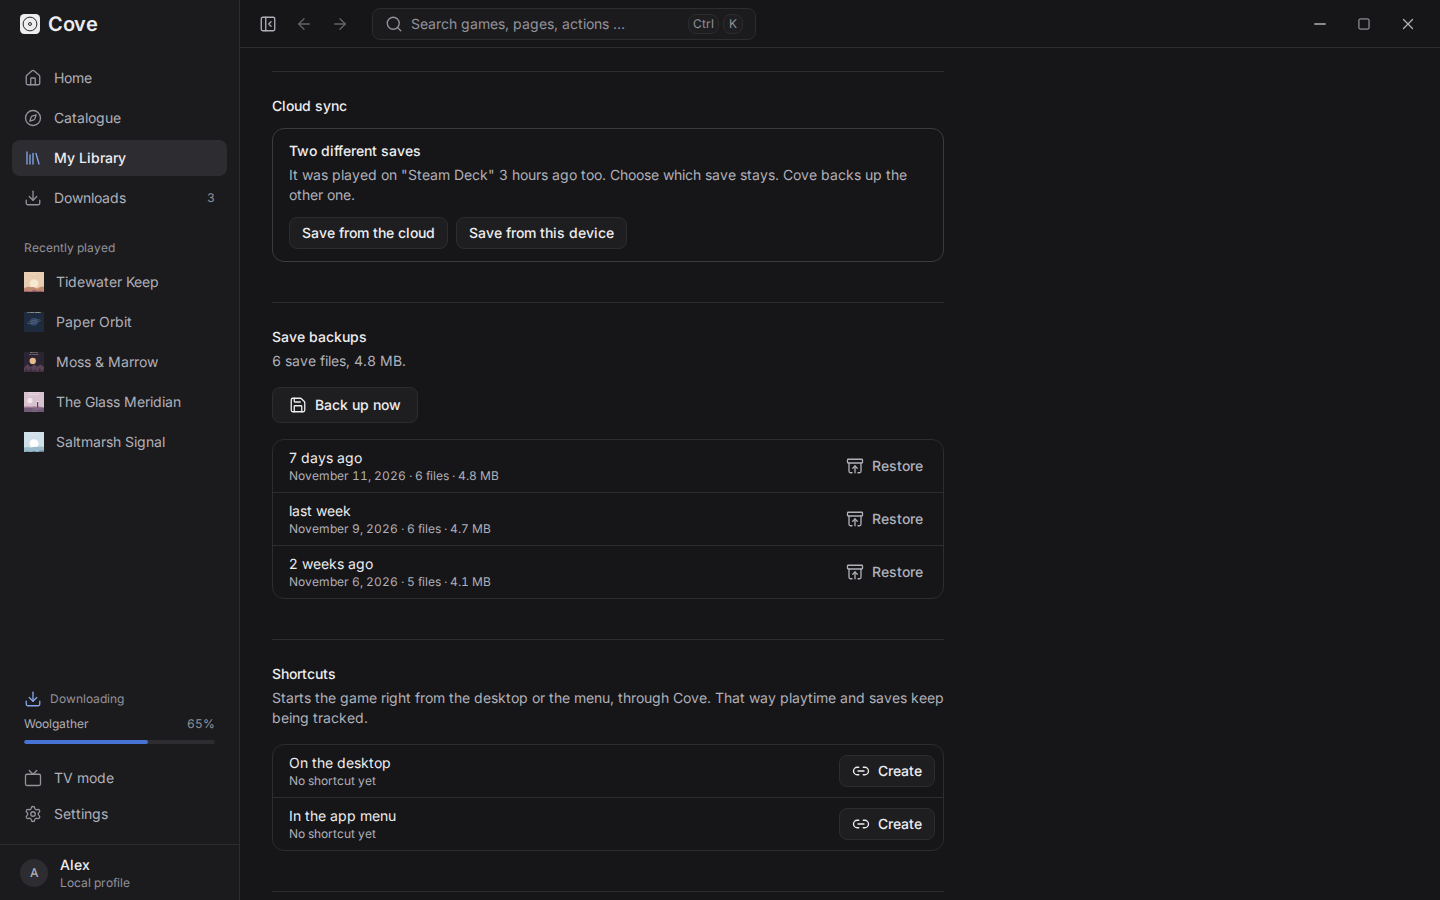 Cove
Search games, pages, actions ...
Ctrl
K
Home
Catalogue
My Library
Downloads
3
Recently played
Tidewater Keep
Paper Orbit
Moss & Marrow
The Glass Meridian
Saltmarsh Signal
Downloading
Woolgather
65%
TV mode
Settings
A
Alex
Local profile
Cloud sync
Two different saves
It was played on "Steam Deck" 3 hours ago too. Choose which save stays. Cove backs up the
other one.
Save from the cloud
Save from this device
Save backups
6 save files, 4.8 MB.
Back up now
7 days ago
November 11, 2026 · 6 files · 4.8 MB
Restore
last week
November 9, 2026 · 6 files · 4.7 MB
Restore
2 weeks ago
November 6, 2026 · 5 files · 4.1 MB
Restore
Shortcuts
Starts the game right from the desktop or the menu, through Cove. That way playtime and saves keep
being tracked.
On the desktop
No shortcut yet
Create
In the app menu
No shortcut yet
Create